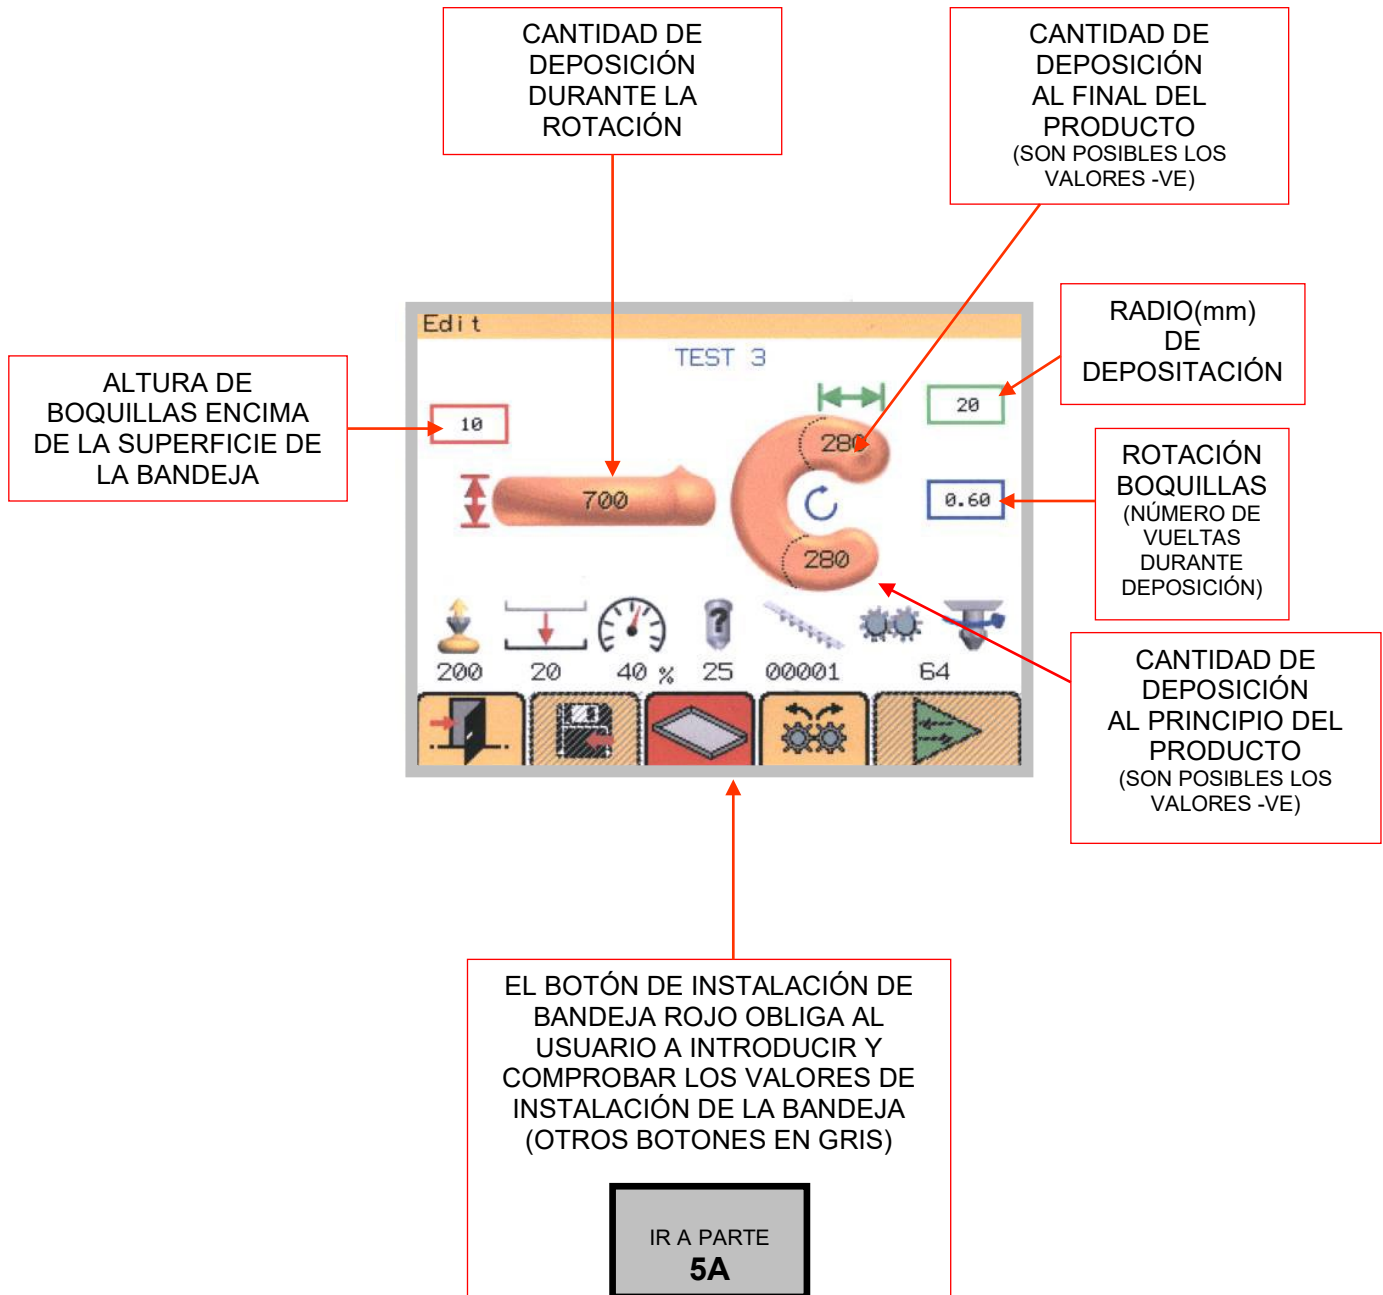 CANTIDAD DE
DEPOSICIÓN
DURANTE LA
ROTACIÓN
CANTIDAD DE
DEPOSICIÓN
AL FINAL DEL
PRODUCTO
(SON POSIBLES LOS
VALORES -VE)
RADIO(mm)
DE
DEPOSITACIÓN
ALTURA DE
BOQUILLAS ENCIMA
DE LA SUPERFICIE DE
LA BANDEJA
ROTACIÓN
BOQUILLAS
(NÚMERO DE
VUELTAS
DURANTE
DEPOSICIÓN)
CANTIDAD DE
DEPOSICIÓN
AL PRINCIPIO DEL
PRODUCTO
(SON POSIBLES LOS
VALORES -VE)
Edit
TEST 3
10
20
280
700
0.60
280
?
200 20 40 % 25 00001 64
EL BOTÓN DE INSTALACIÓN DE
BANDEJA ROJO OBLIGA AL
USUARIO A INTRODUCIR Y
COMPROBAR LOS VALORES DE
INSTALACIÓN DE LA BANDEJA
(OTROS BOTONES EN GRIS)
IR A PARTE
5A